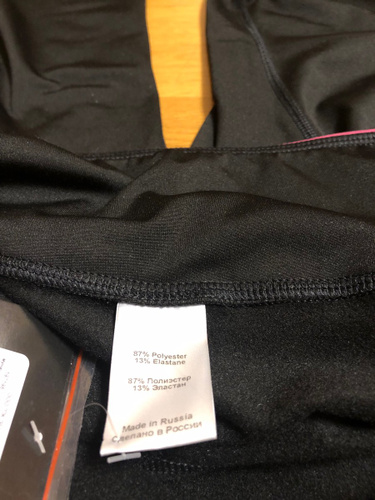 87% Polyester
13% Elastane
87% Полиэстер
13% Эластан
Made in Russia
Сделано в России